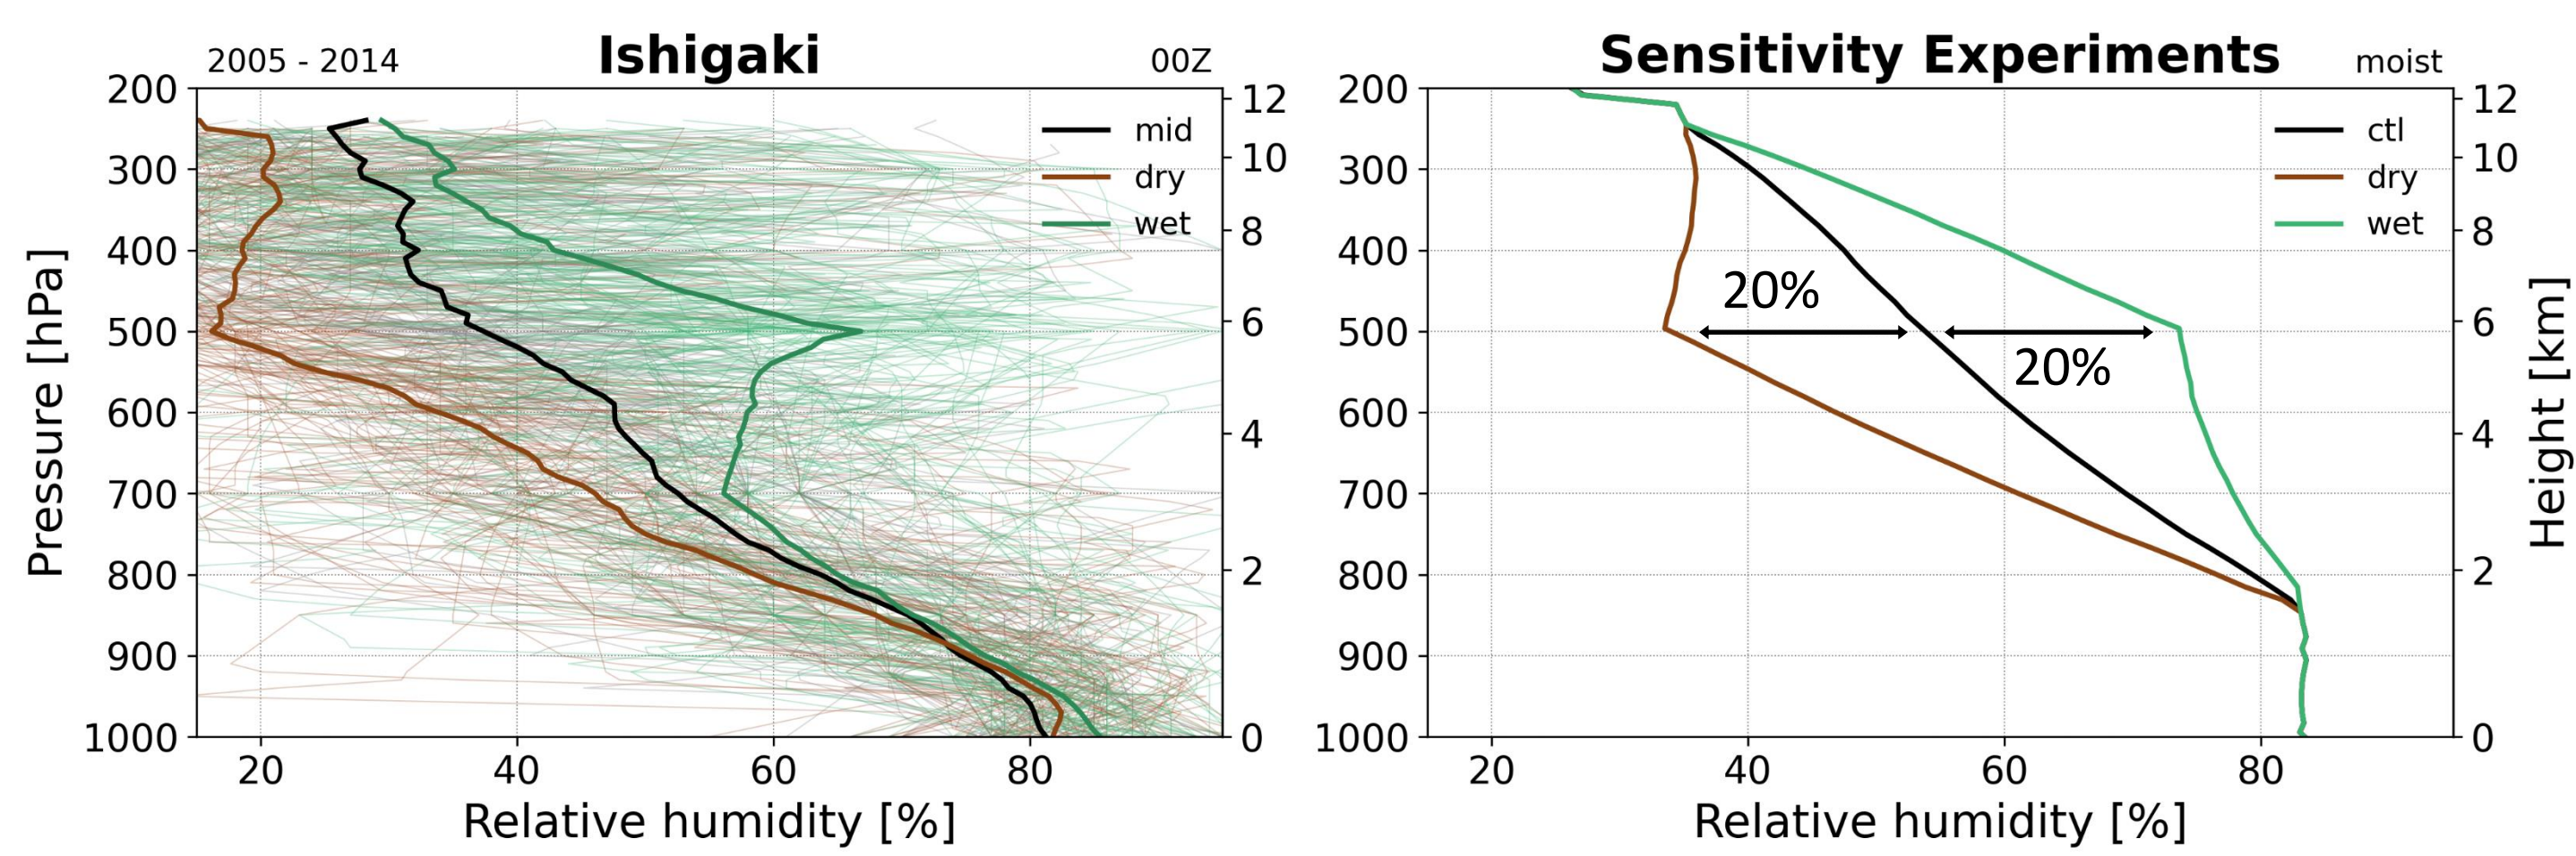 2005 - 2014
Ishigaki
00Z
200
300
400
500
600
700
800
900
1000
Pressure [hPa]
12
10
8
6
4
2
0
mid
dry
wet
20
40
60
80
Relative humidity [%]
Sensitivity Experiments
moist
200
300
400
500
600
700
800
900
1000
12
10
8
6
4
2
0
Height [km]
ctl
dry
wet
20%
20%
20
40
60
80
Relative humidity [%]